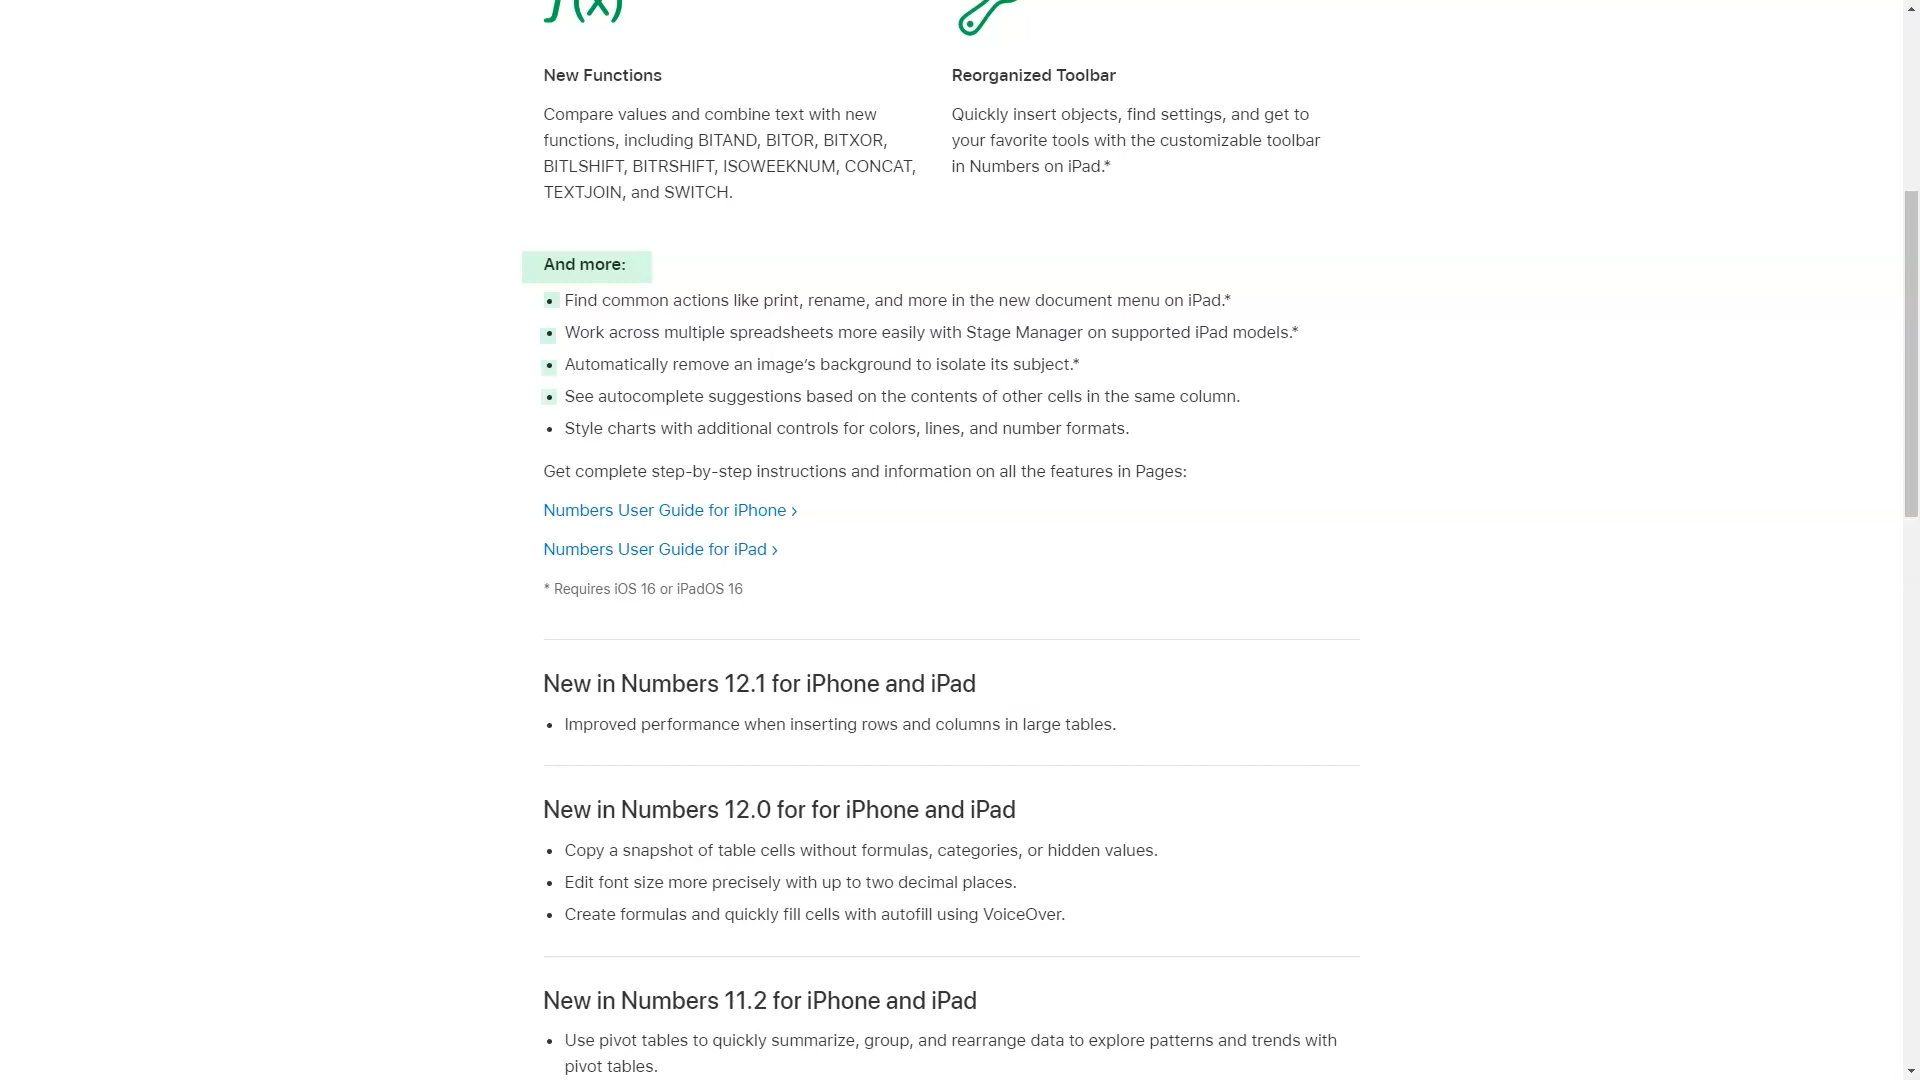 f(x)
New Functions
Compare values and combine text with new
functions, including BITAND, BITOR, BITXOR,
BITLSHIFT, BITRSHIFT, ISOWEEKNUM, CONCAT,
TEXTJOIN, and SWITCH.
Reorganized Toolbar
Quickly insert objects, find settings, and get to
your favorite tools with the customizable toolbar
in Numbers on iPad.*
And more:
• Find common actions like print, rename, and more in the new document menu on iPad.*
• Work across multiple spreadsheets more easily with Stage Manager on supported iPad models.*
• Automatically remove an image’s background to isolate its subject.*
• See autocomplete suggestions based on the contents of other cells in the same column.
• Style charts with additional controls for colors, lines, and number formats.
Get complete step-by-step instructions and information on all the features in Pages:
Numbers User Guide for iPhone ›
Numbers User Guide for iPad ›
* Requires iOS 16 or iPadOS 16
New in Numbers 12.1 for iPhone and iPad
• Improved performance when inserting rows and columns in large tables.
New in Numbers 12.0 for for iPhone and iPad
• Copy a snapshot of table cells without formulas, categories, or hidden values.
• Edit font size more precisely with up to two decimal places.
• Create formulas and quickly fill cells with autofill using VoiceOver.
New in Numbers 11.2 for iPhone and iPad
• Use pivot tables to quickly summarize, group, and rearrange data to explore patterns and trends with
pivot tables.